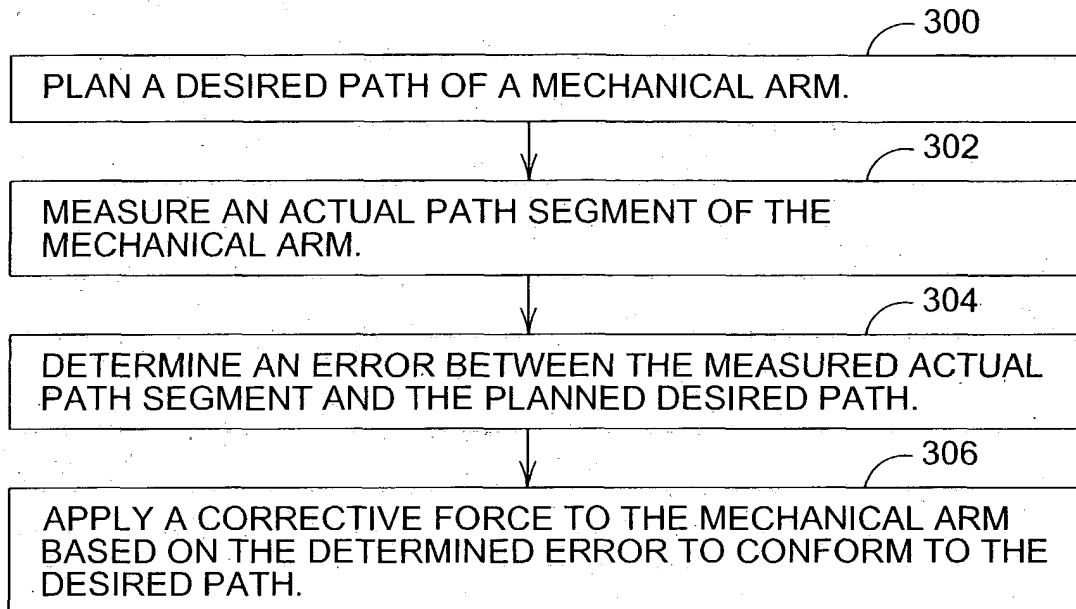 300
PLAN A DESIRED PATH OF A MECHANICAL ARM.
302
MEASURE AN ACTUAL PATH SEGMENT OF THE
MECHANICAL ARM.
304
DETERMINE AN ERROR BETWEEN THE MEASURED ACTUAL
PATH SEGMENT AND THE PLANNED DESIRED PATH.
306
APPLY A CORRECTIVE FORCE TO THE MECHANICAL ARM
BASED ON THE DETERMINED ERROR TO CONFORM TO THE
DESIRED PATH.